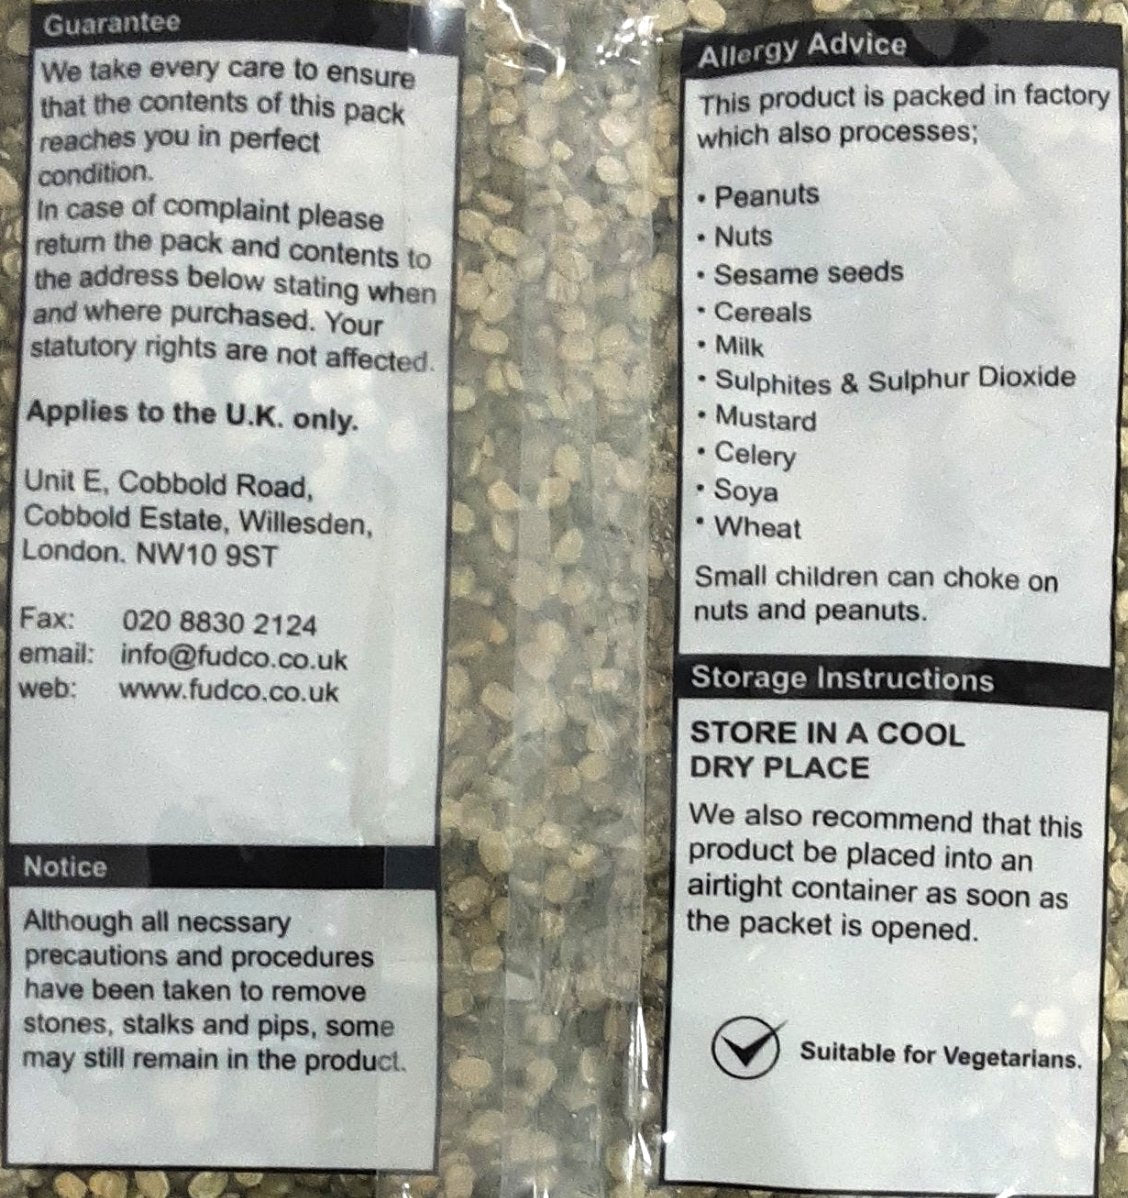 Guarantee
We take every care to ensure
that the contents of this pack
reaches you in perfect
condition.
In case of complaint please
return the pack and contents to
the address below stating when
and where purchased. Your
statutory rights are not affected.
Applies to the U.K. only.
Unit E, Cobbold Road,
Cobbold Estate, Willesden,
London. NW10 9ST
Fax: 020 8830 2124
email: info@fudco.co.uk
web: www.fudco.co.uk
Notice
Although all necssary
precautions and procedures
have been taken to remove
stones, stalks and pips, some
may still remain in the product.
Allergy Advice
This product is packed in factory
which also processes;
• Peanuts
• Nuts
• Sesame seeds
• Cereals
• Milk
• Sulphites & Sulphur Dioxide
• Mustard
• Celery
• Soya
• Wheat
Small children can choke on
nuts and peanuts.
Storage Instructions
STORE IN A COOL
DRY PLACE
We also recommend that this
product be placed into an
airtight container as soon as
the packet is opened.
Suitable for Vegetarians.